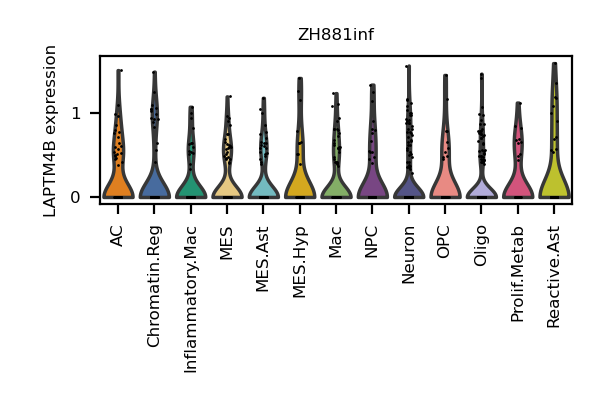 ZH881inf
LAPTM4B expression
1
0
AC
Chromatin.Reg
Inflammatory.Mac
MES
MES.Ast
MES.Hyp
Mac
NPC
Neuron
OPC
Oligo
Prolif.Metab
Reactive.Ast